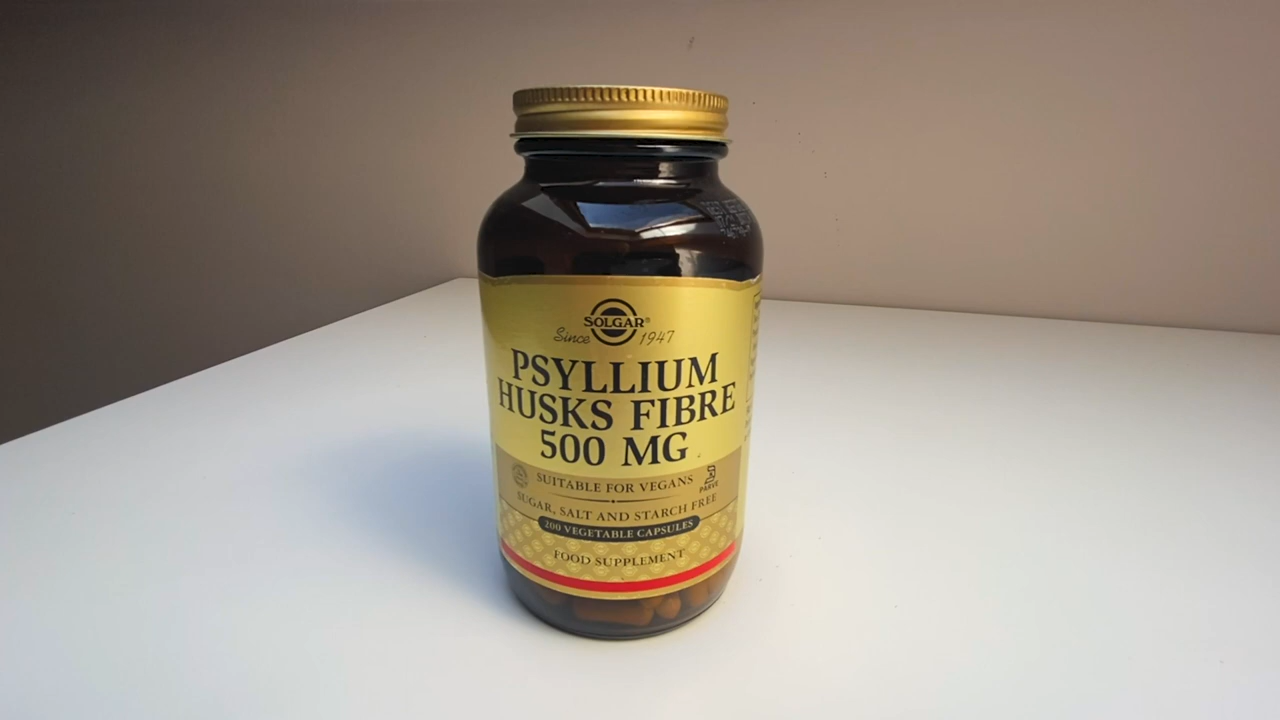 SOLGAR®
Since 1947
PSYLLIUM
HUSKS FIBRE
500 MG
SUITABLE FOR VEGANS
PARVE
SUGAR, SALT AND STARCH FREE
200 VEGETABLE CAPSULES
FOOD SUPPLEMENT